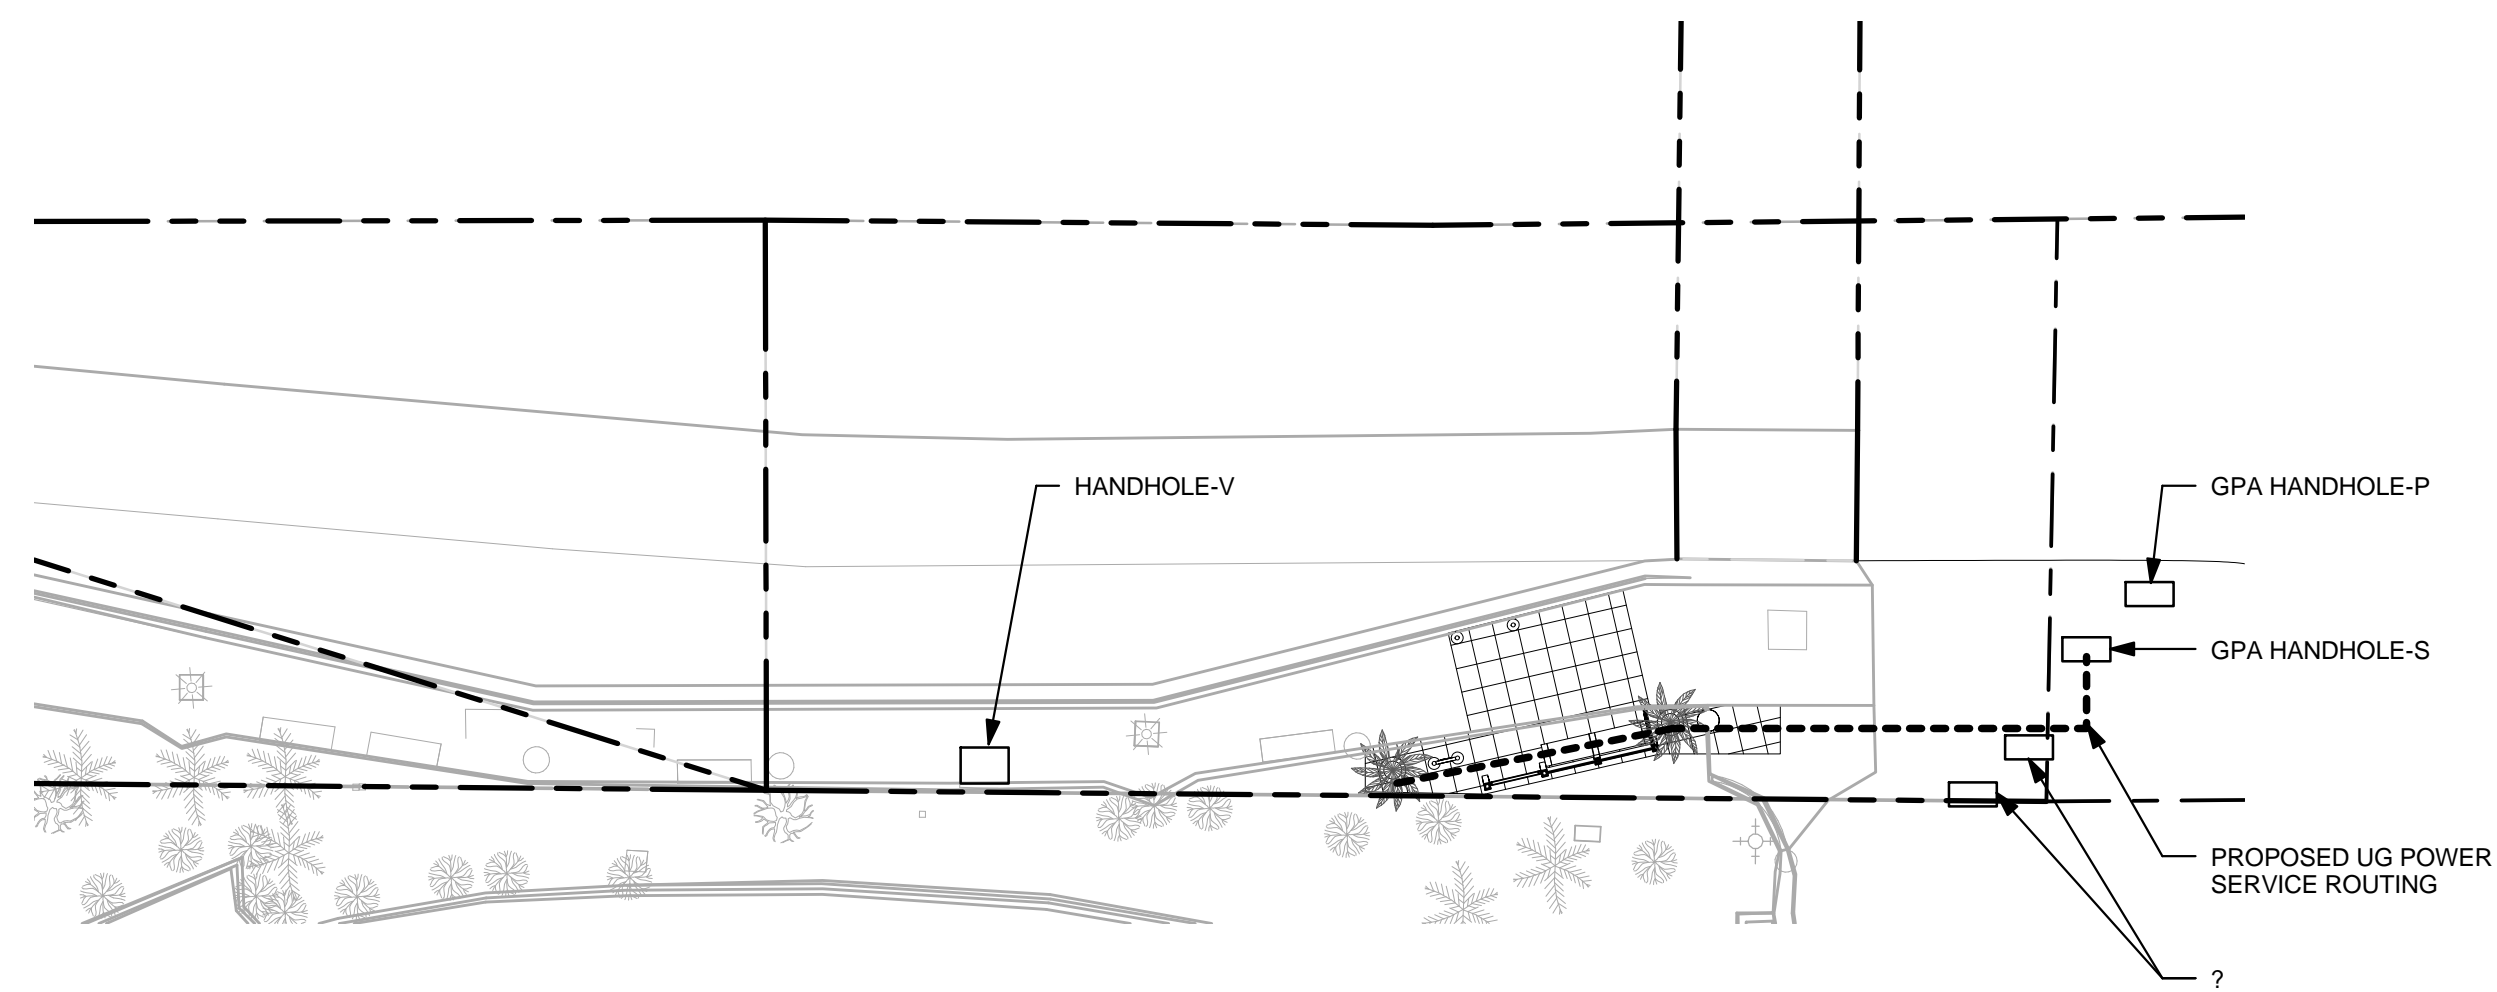 HANDHOLE-V
GPA HANDHOLE-P
GPA HANDHOLE-S
PROPOSED UG POWER
SERVICE ROUTING
?